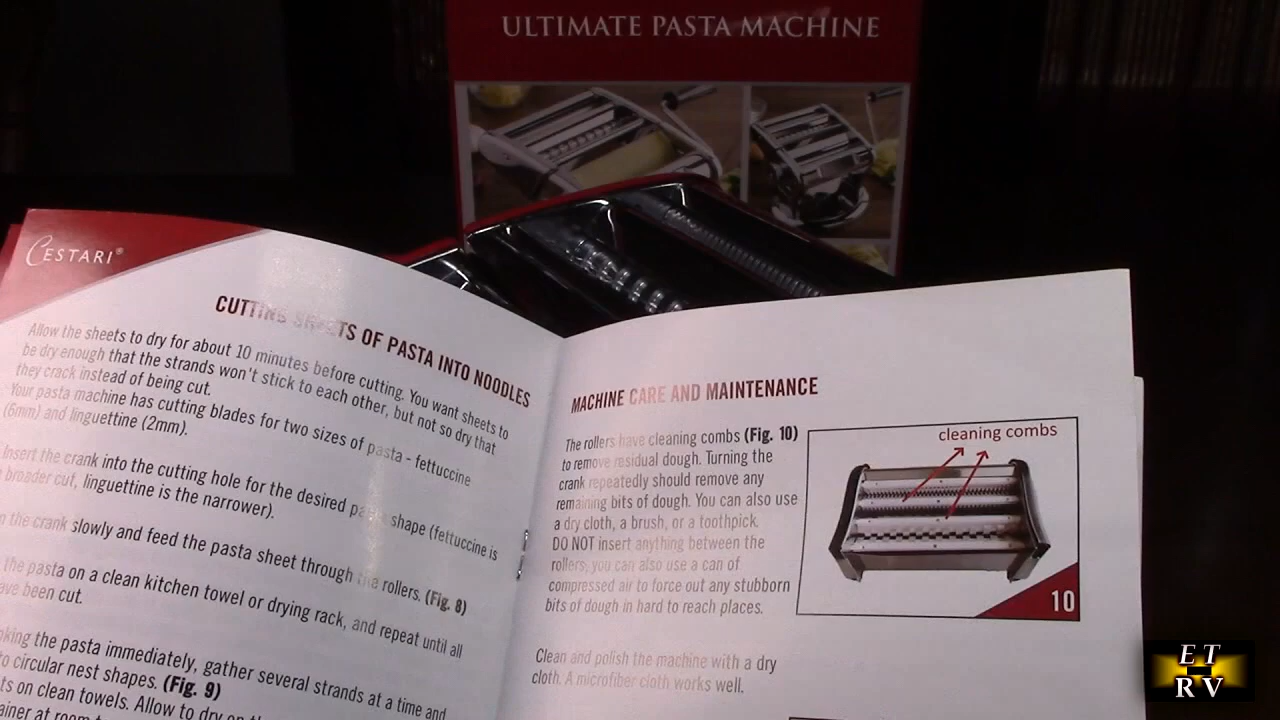 ULTIMATE PASTA MACHINE
CESTARI®
CUTTING SHEETS OF PASTA INTO NOODLES
Allow the sheets to dry for about 10 minutes before cutting. You want sheets to
be dry enough that the strands won't stick to each other, but not so dry that
they crack instead of being cut.
Your pasta machine has cutting blades for two sizes of pasta - fettuccine
(6mm) and linguettine (2mm).
Insert the crank into the cutting hole for the desired pasta shape (fettuccine is
broader cut, linguettine is the narrower).
the crank slowly and feed the pasta sheet through the rollers. (Fig. 8)
the pasta on a clean kitchen towel or drying rack, and repeat until all
have been cut.
the pasta immediately, gather several strands at a time and
circular nest shapes. (Fig. 9)
on clean towels. Allow to dry on
at room
MACHINE CARE AND MAINTENANCE
The rollers have cleaning combs (Fig. 10)
to remove residual dough. Turning the
crank repeatedly should remove any
remaining bits of dough. You can also use
a dry cloth, a brush, or a toothpick.
DO NOT insert anything between the
rollers; you can also use a can of
compressed air to force out any stubborn
bits of dough in hard to reach places.
Clean and polish the machine with a dry
cloth. A microfiber cloth works well.
cleaning combs
10
ET
RV